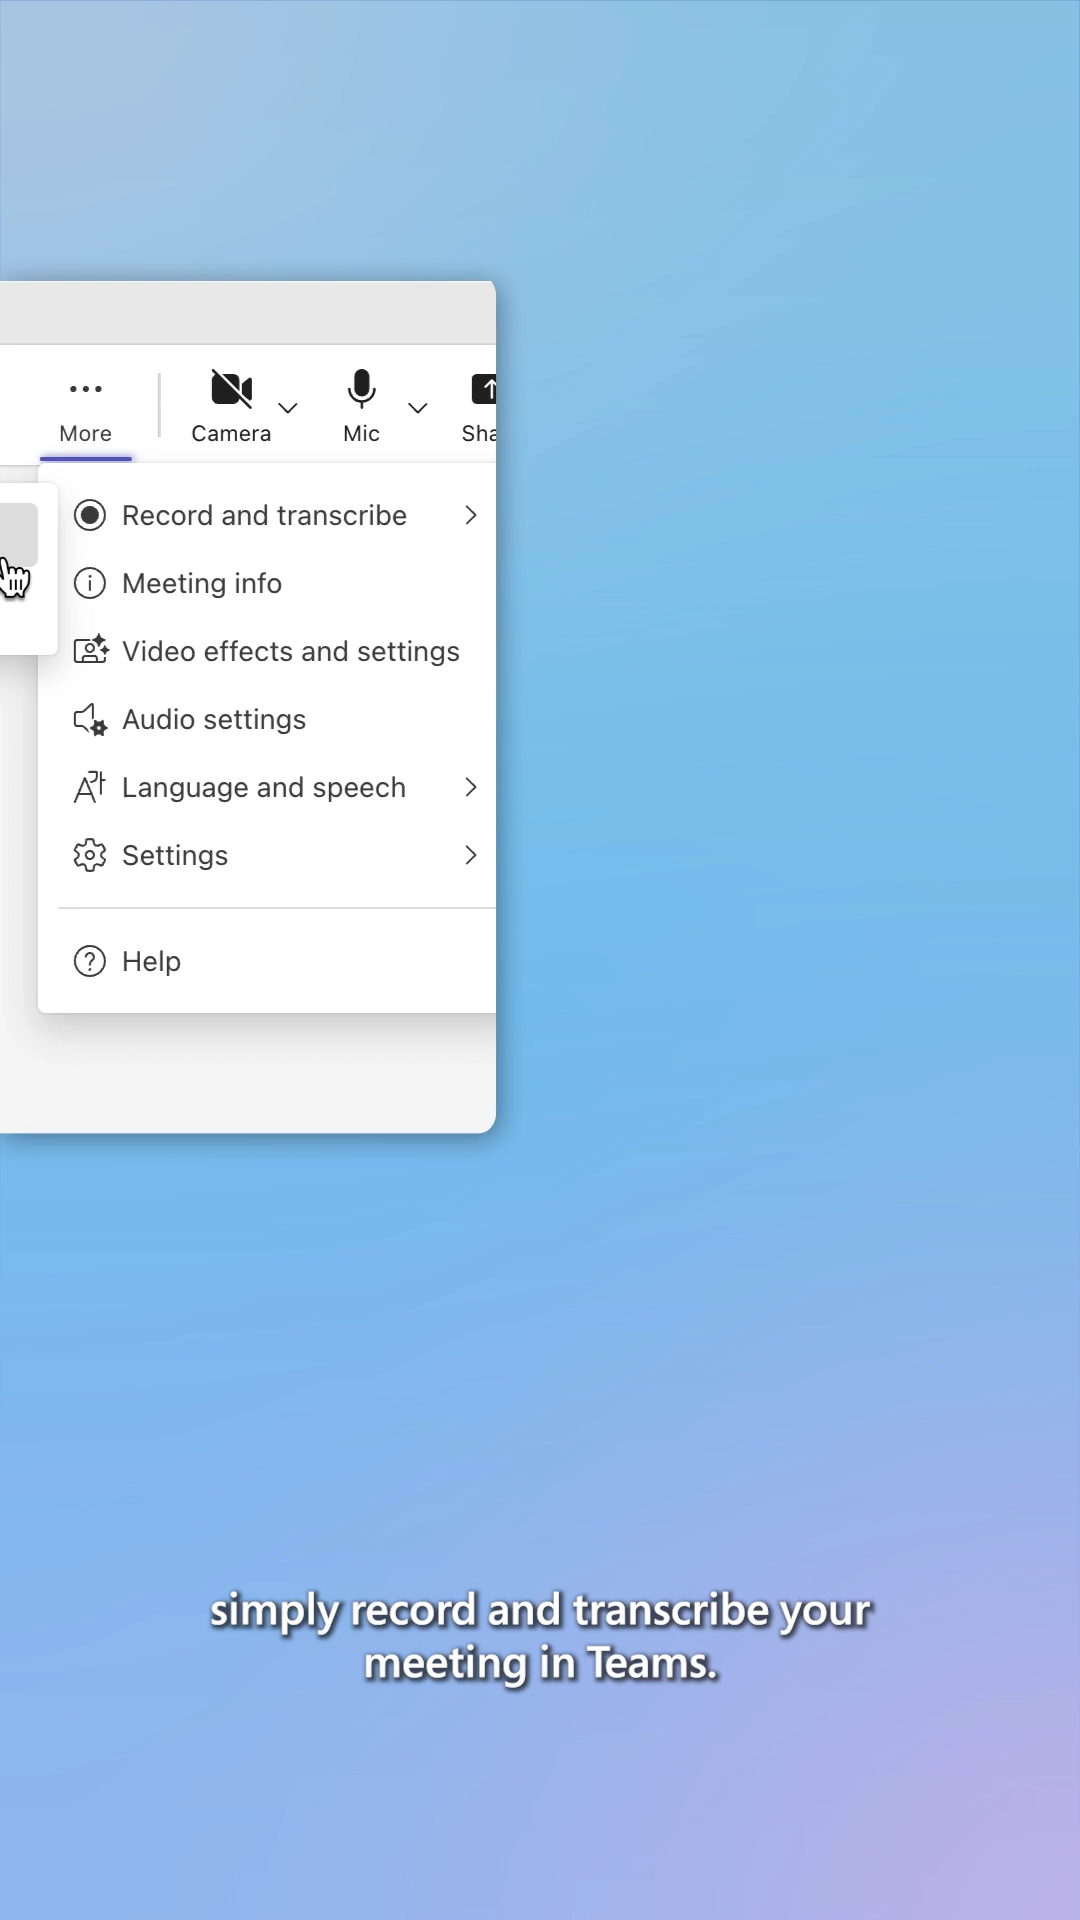 More
Camera
Mic
Record and transcribe
Meeting info
Video effects and settings
Audio settings
Language and speech
Settings
Help
simply record and transcribe your
meeting in Teams.